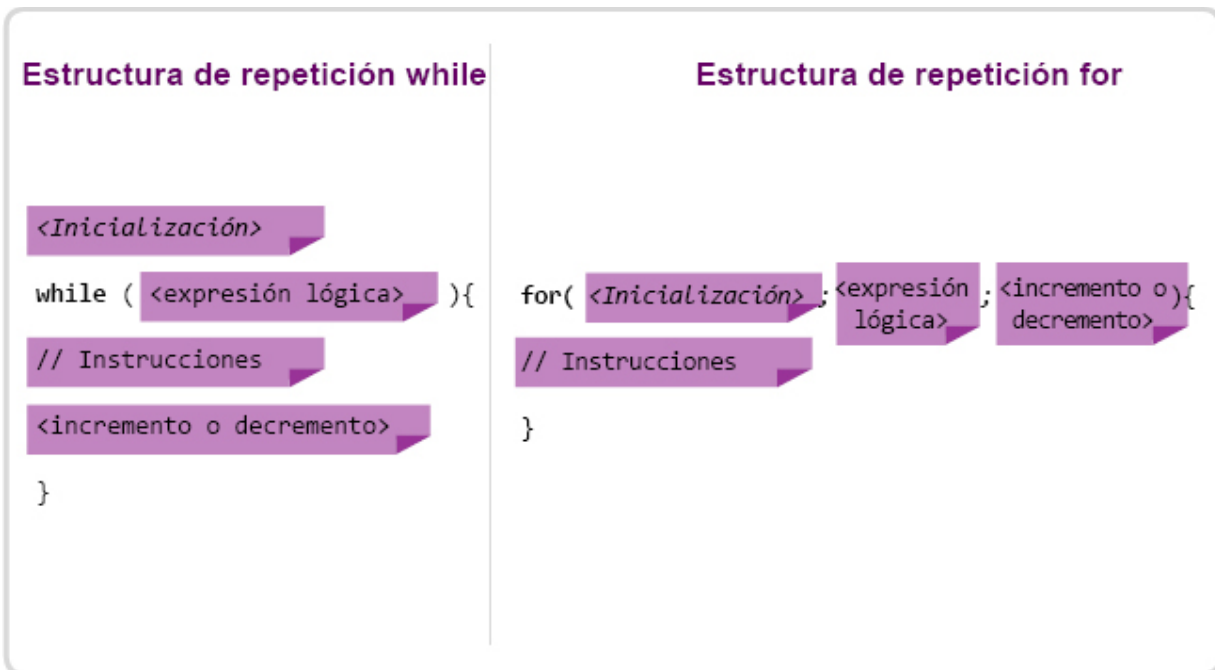 Estructura de repetición while
<Inicialización>
while ( <expresión lógica> ){
// Instrucciones
<incremento o decremento>
}
Estructura de repetición for
for( <Inicialización> ; <expresión lógica> ; <incremento o decremento> ){
// Instrucciones
}